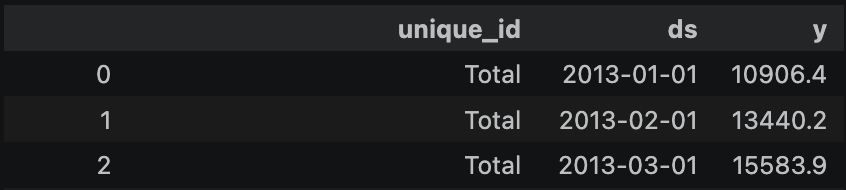 unique_id ds y
0 Total 2013-01-01 10906.4
1 Total 2013-02-01 13440.2
2 Total 2013-03-01 15583.9